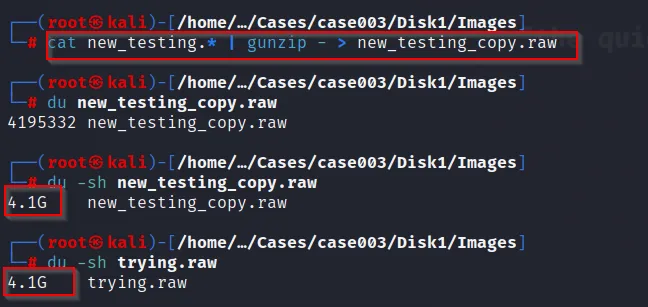 ┌──(root㉿kali)-[/home/…/Cases/case003/Disk1/Images]
└─# cat new_testing.* | gunzip - > new_testing_copy.raw
┌──(root㉿kali)-[/home/…/Cases/case003/Disk1/Images]
└─# du new_testing_copy.raw
4195332 new_testing_copy.raw
┌──(root㉿kali)-[/home/…/Cases/case003/Disk1/Images]
└─# du -sh new_testing_copy.raw
4.1G    new_testing_copy.raw
┌──(root㉿kali)-[/home/…/Cases/case003/Disk1/Images]
└─# du -sh trying.raw
4.1G    trying.raw